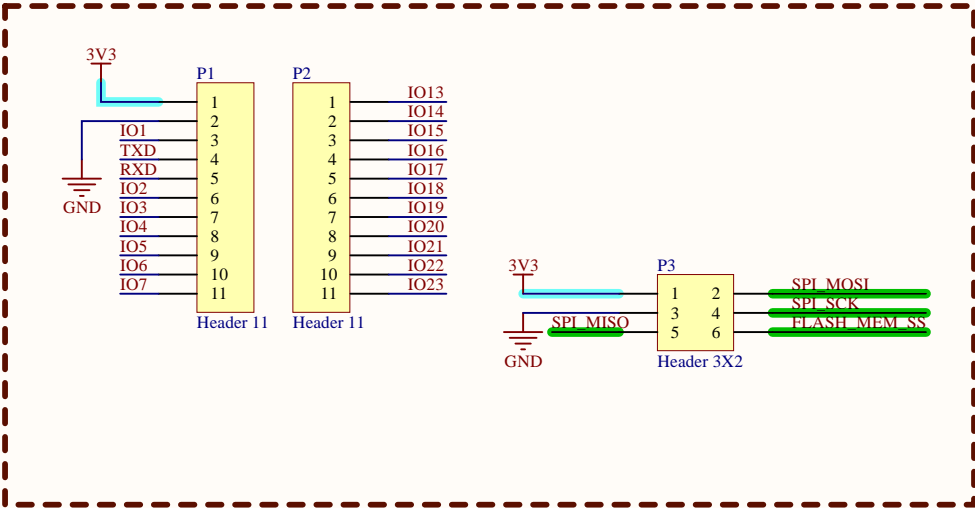 3V3
P1
P2
1
2
IO1 3
TXD 4
RXD 5
IO2 6
IO3 7
IO4 8
IO5 9
IO6 10
IO7 11
GND
Header 11
1 IO13
2 IO14
3 IO15
4 IO16
5 IO17
6 IO18
7 IO19
8 IO20
9 IO21
10 IO22
11 IO23
Header 11
3V3
P3
1 2 SPI_MOSI
3 4 SPI_SCK
SPI_MISO 5 6 FLASH_MEM_SS
GND
Header 3X2